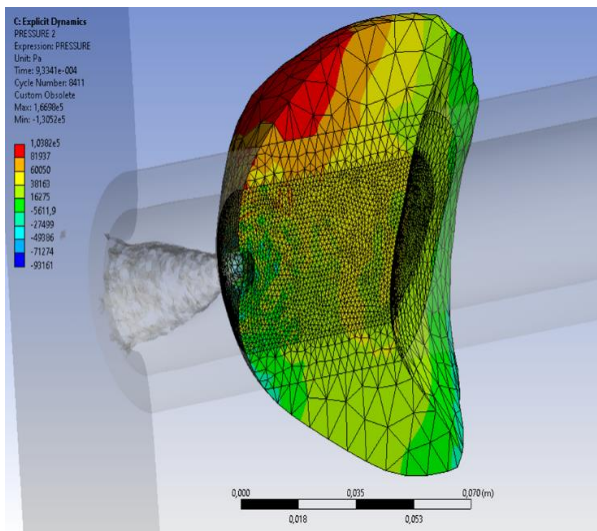 C: Explicit Dynamics
PRESSURE 2
Expression: PRESSURE
Unit: Pa
Time: 9,3341e-004
Cycle Number: 8411
Custom Obsolete
Max: 1,6698e5
Min: -1,3052e5
1,0382e5
81937
60050
38163
16275
-5611,9
-27499
-49386
-71274
-93161
0,000 0,035 0,070 (m)
0,018 0,053